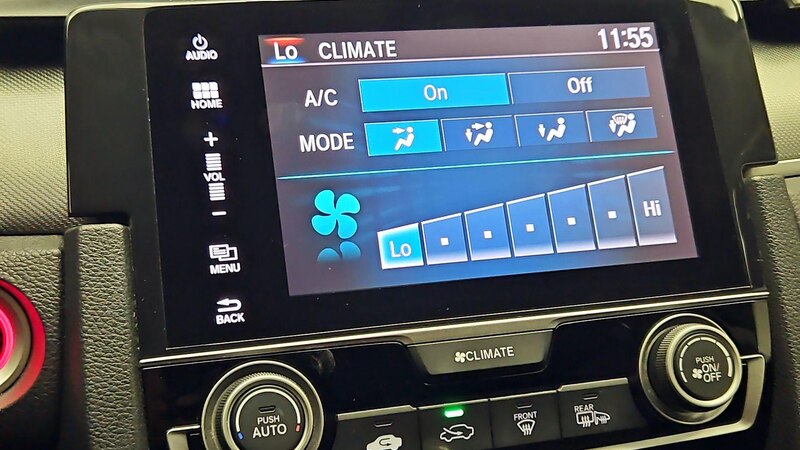 AUDIO
HOME
+
VOL
−
MENU
BACK
Lo CLIMATE 11:55
A/C On Off
MODE
Lo Hi
CLIMATE
PUSH
AUTO
FRONT
REAR
PUSH
ON/
OFF